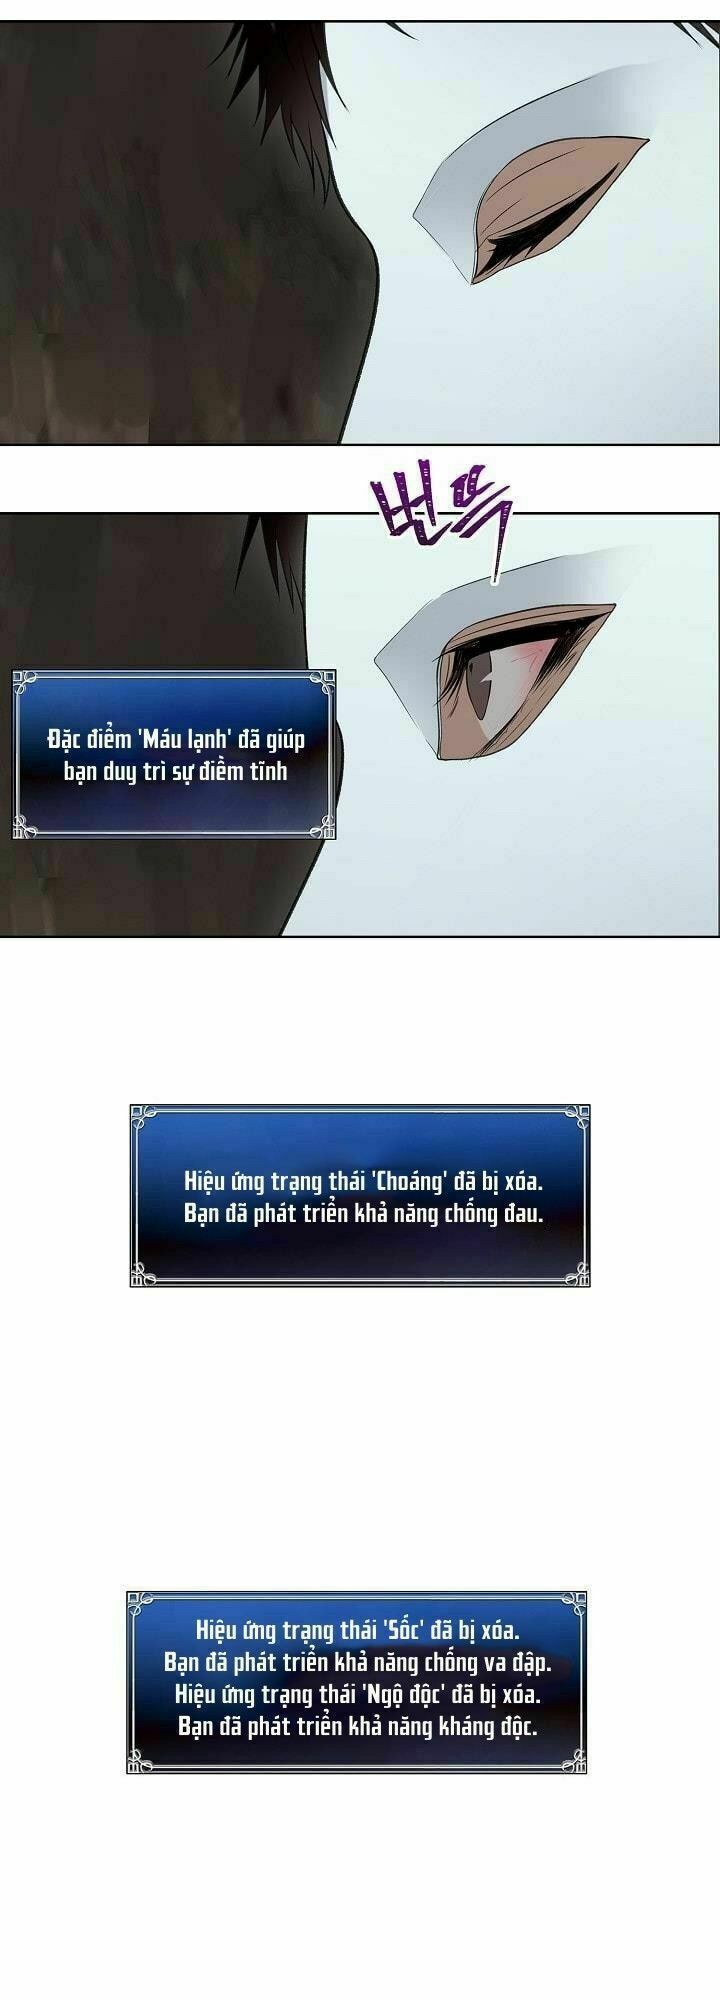 번뜩
Đặc điểm 'Máu lạnh' đã giúp
bạn duy trì sự điềm tĩnh
Hiệu ứng trạng thái 'Choáng' đã bị xóa.
Bạn đã phát triển khả năng chống đau.
Hiệu ứng trạng thái 'Sốc' đã bị xóa.
Bạn đã phát triển khả năng chống va đập.
Hiệu ứng trạng thái 'Ngộ độc' đã bị xóa.
Bạn đã phát triển khả năng kháng độc.